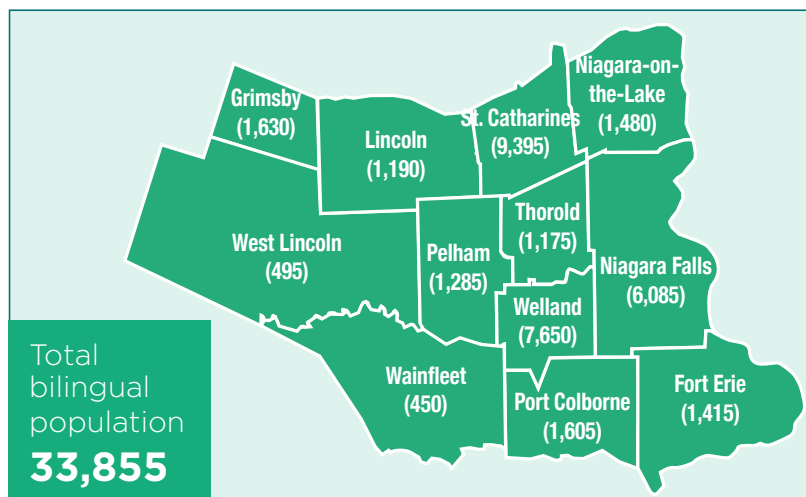 Niagara-on-
the-Lake
(1,480)
Grimsby
(1,630)
St. Catharines
(9,395)
Lincoln
(1,190)
Thorold
(1,175)
West Lincoln
(495)
Pelham
(1,285)
Niagara Falls
(6,085)
Welland
(7,650)
Wainfleet
(450)
Port Colborne
(1,605)
Fort Erie
(1,415)
Total
bilingual
population
33,855